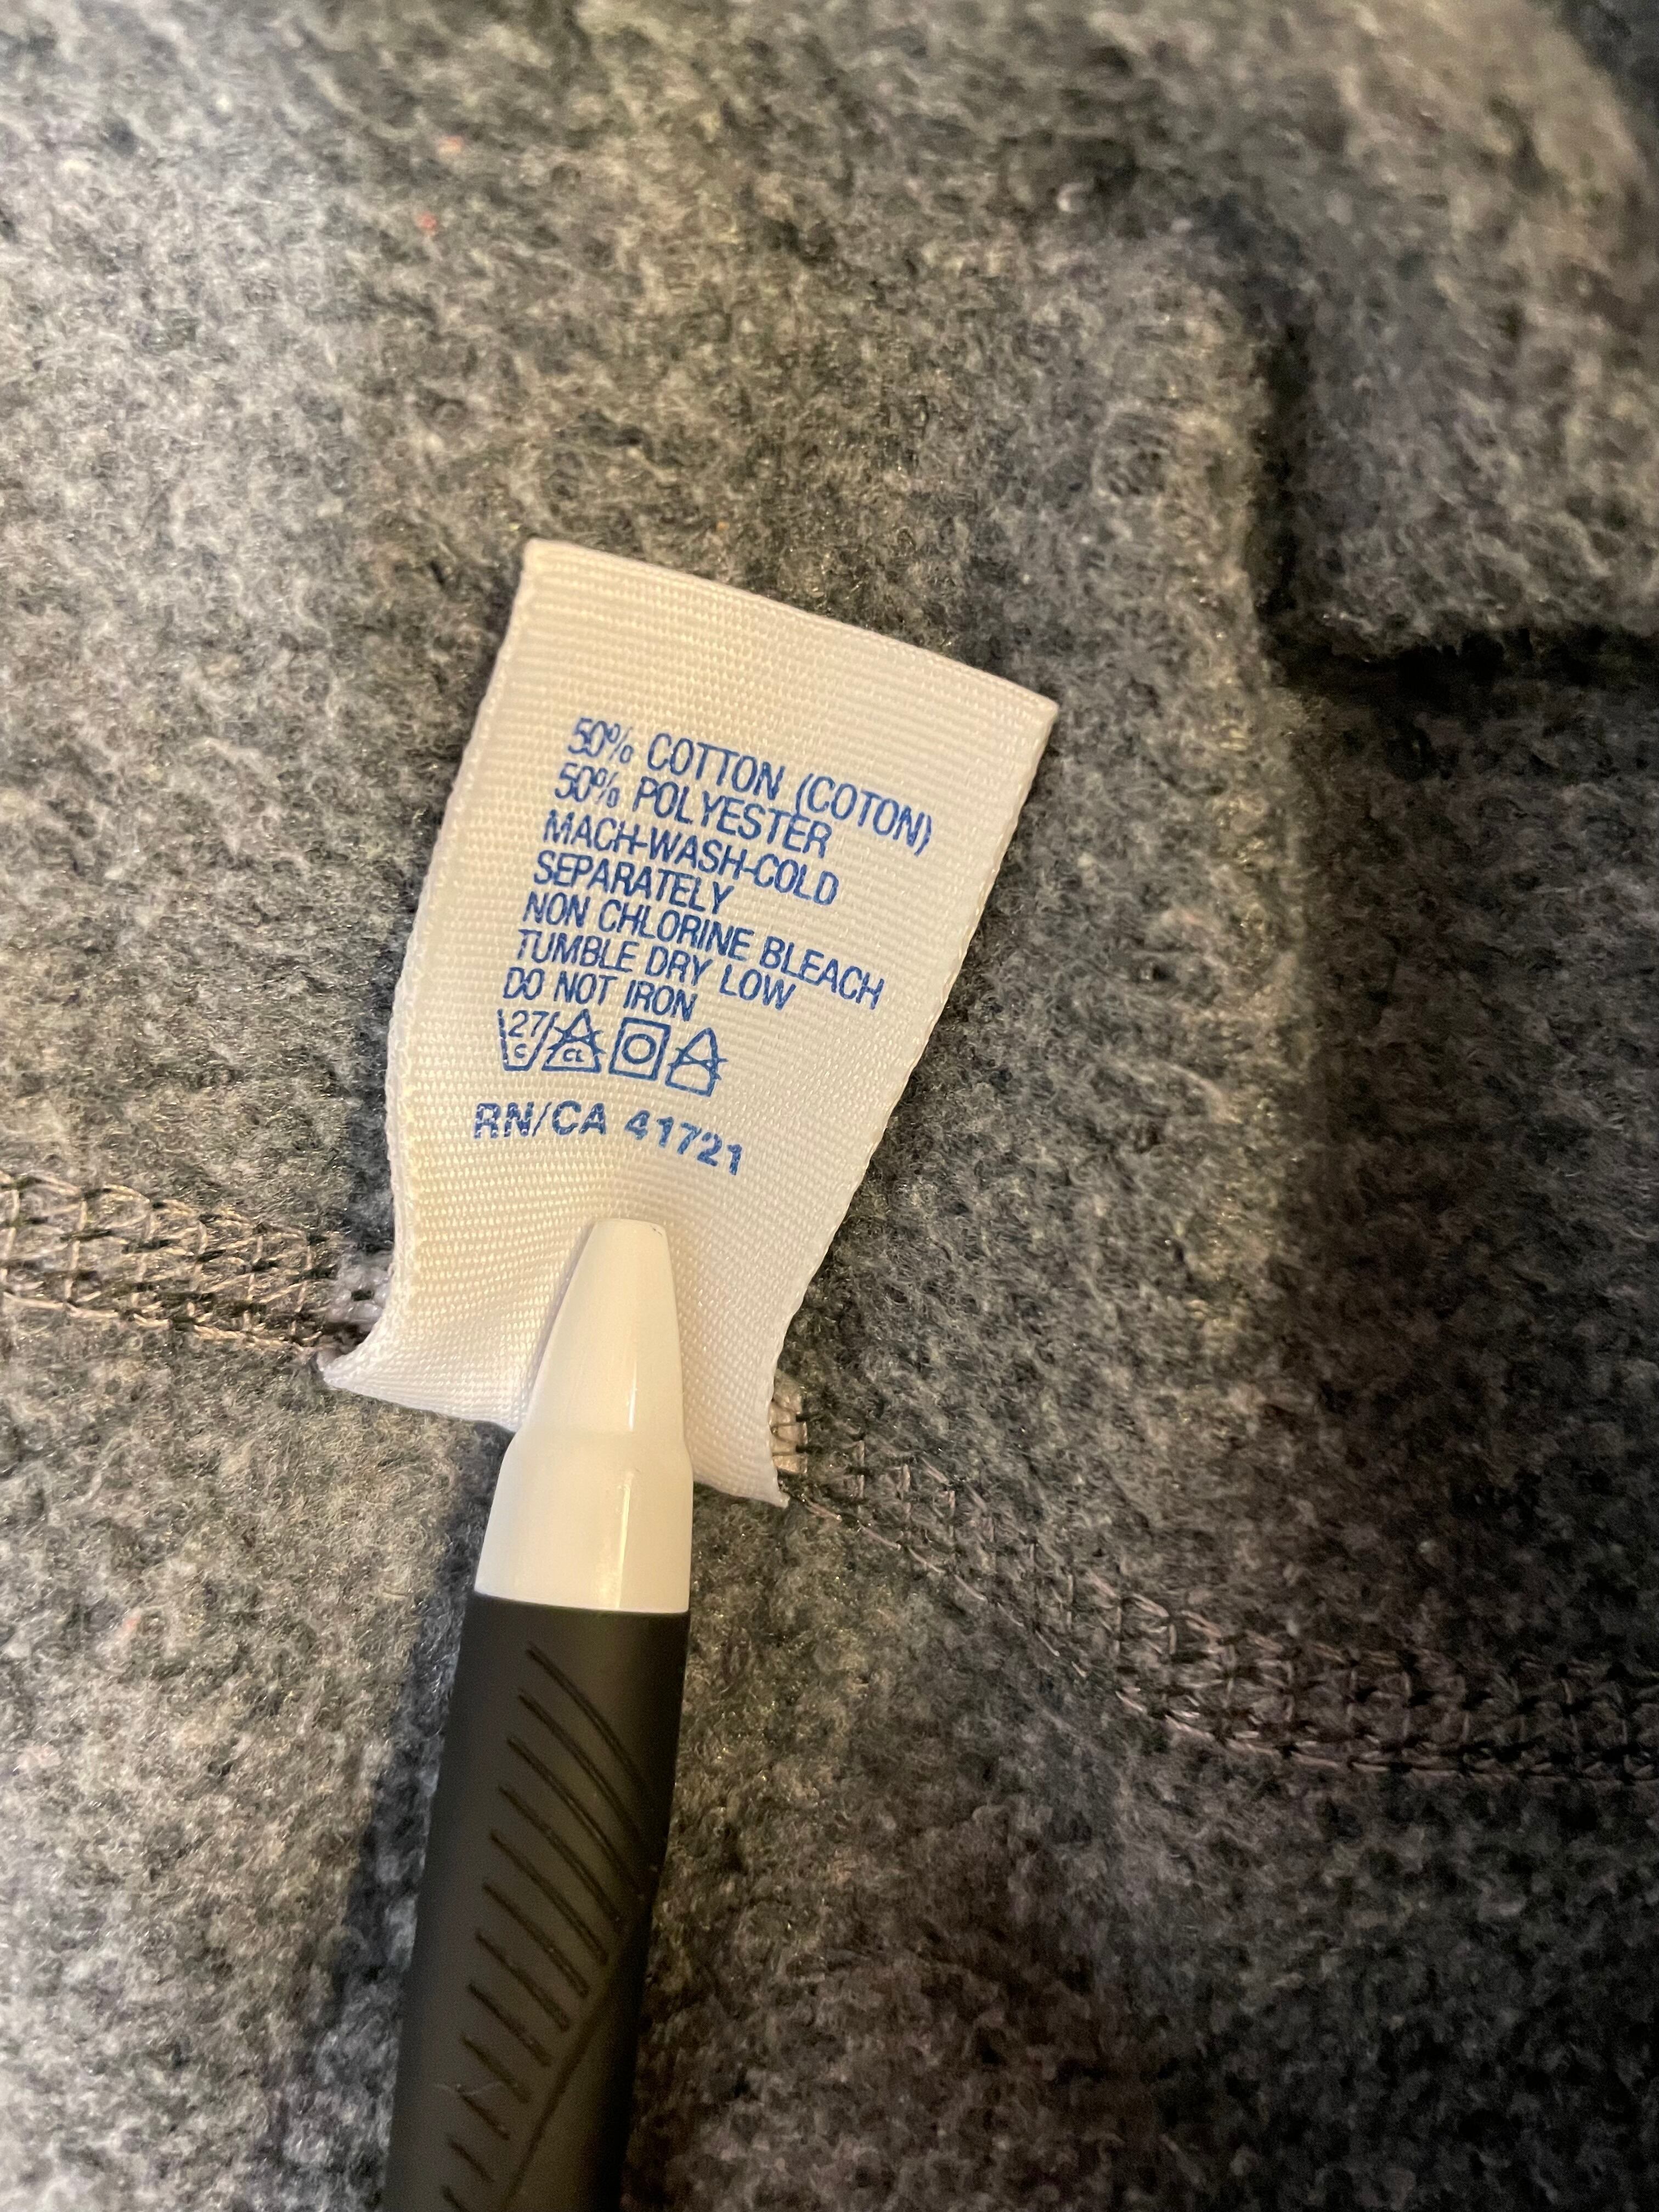 50% COTTON (COTON)
50% POLYESTER
MACH-WASH-COLD
SEPARATELY
NON CHLORINE BLEACH
TUMBLE DRY LOW
DO NOT IRON
27 C CL
RN/CA 41721